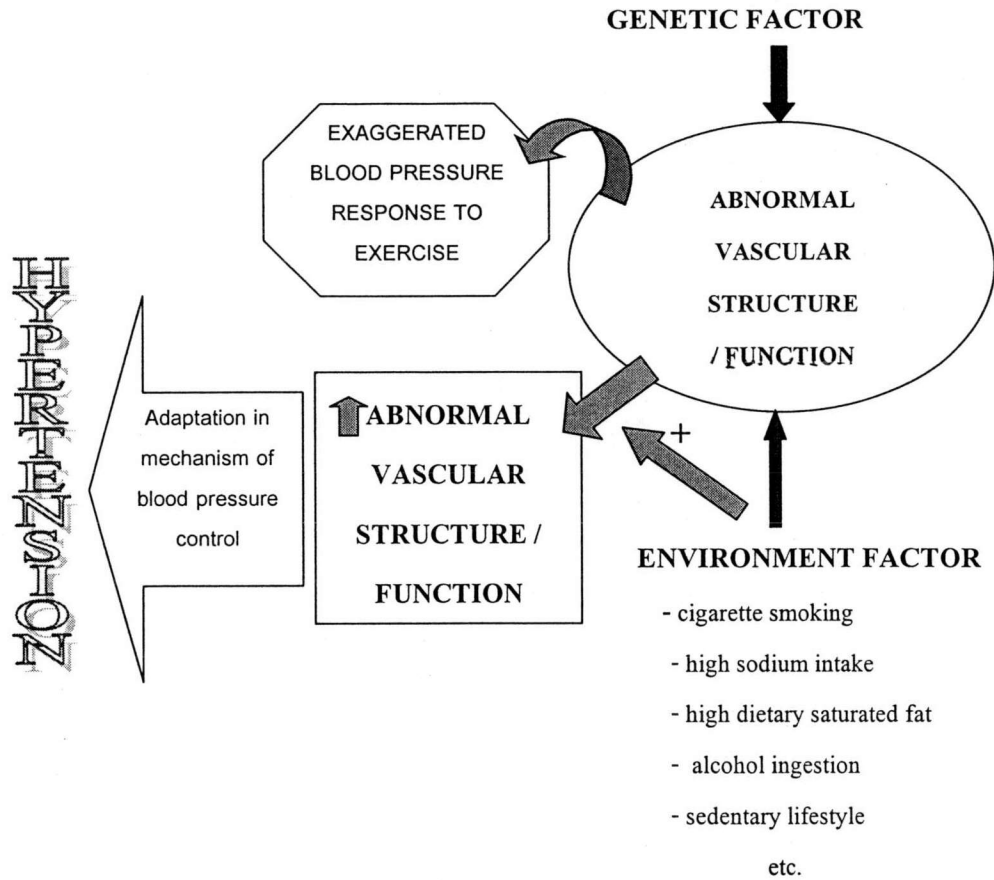 GENETIC FACTOR
EXAGGERATED
BLOOD PRESSURE
RESPONSE TO
EXERCISE
ABNORMAL
VASCULAR
STRUCTURE
/ FUNCTION
HYPERTENSION
Adaptation in
mechanism of
blood pressure
control
ABNORMAL
VASCULAR
STRUCTURE /
FUNCTION
+
ENVIRONMENT FACTOR
- cigarette smoking
- high sodium intake
- high dietary saturated fat
- alcohol ingestion
- sedentary lifestyle
etc.